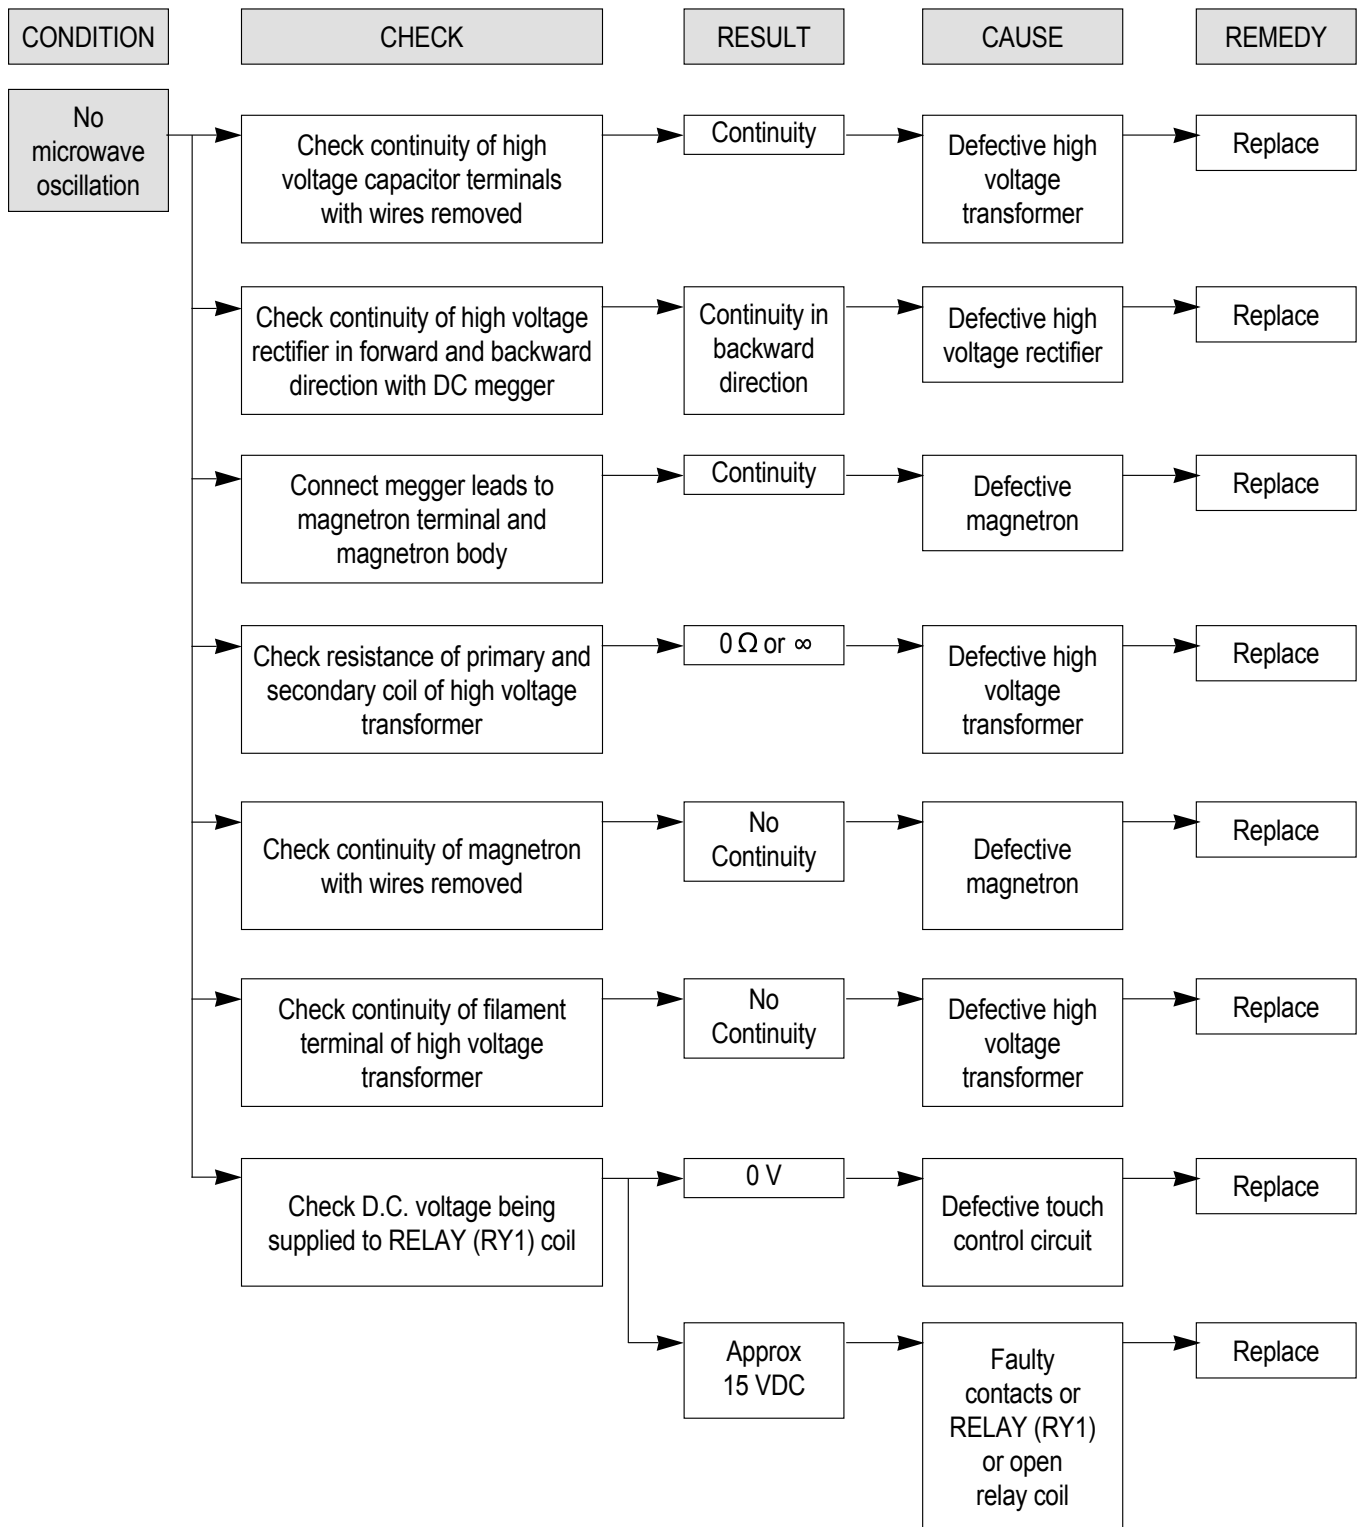 CONDITION
CHECK
RESULT
CAUSE
REMEDY
No
microwave
oscillation
Check continuity of high
voltage capacitor terminals
with wires removed
Continuity
Defective high
voltage
transformer
Replace
Check continuity of high voltage
rectifier in forward and backward
direction with DC megger
Continuity in
backward
direction
Defective high
voltage rectifier
Replace
Connect megger leads to
magnetron terminal and
magnetron body
Continuity
Defective
magnetron
Replace
Check resistance of primary and
secondary coil of high voltage
transformer
0 Ω or ∞
Defective high
voltage
transformer
Replace
Check continuity of magnetron
with wires removed
No
Continuity
Defective
magnetron
Replace
Check continuity of filament
terminal of high voltage
transformer
No
Continuity
Defective high
voltage
transformer
Replace
Check D.C. voltage being
supplied to RELAY (RY1) coil
0 V
Defective touch
control circuit
Replace
Approx
15 VDC
Faulty
contacts or
RELAY (RY1)
or open
relay coil
Replace